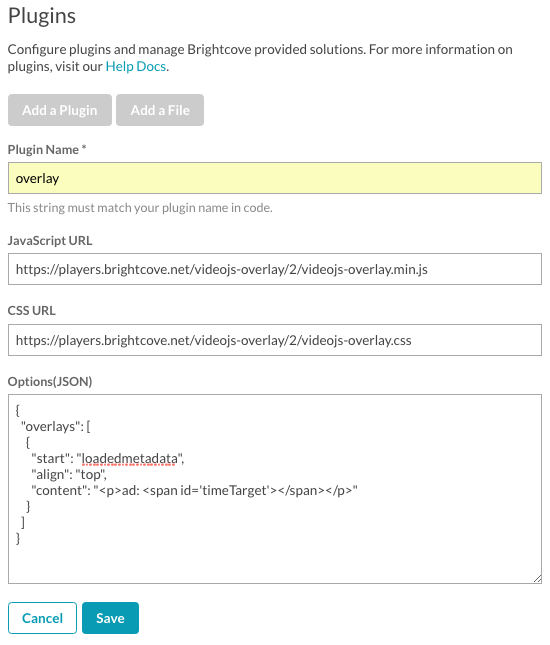 Plugins
Configure plugins and manage Brightcove provided solutions. For more information on
plugins, visit our Help Docs.
Add a Plugin Add a File
Plugin Name *
overlay
This string must match your plugin name in code.
JavaScript URL
https://players.brightcove.net/videojs-overlay/2/videojs-overlay.min.js
CSS URL
https://players.brightcove.net/videojs-overlay/2/videojs-overlay.css
Options(JSON)
{
"overlays": [
{
"start": "loadedmetadata",
"align": "top",
"content": "<p>ad: <span id='timeTarget'></span></p>"
}
]
}
Cancel Save